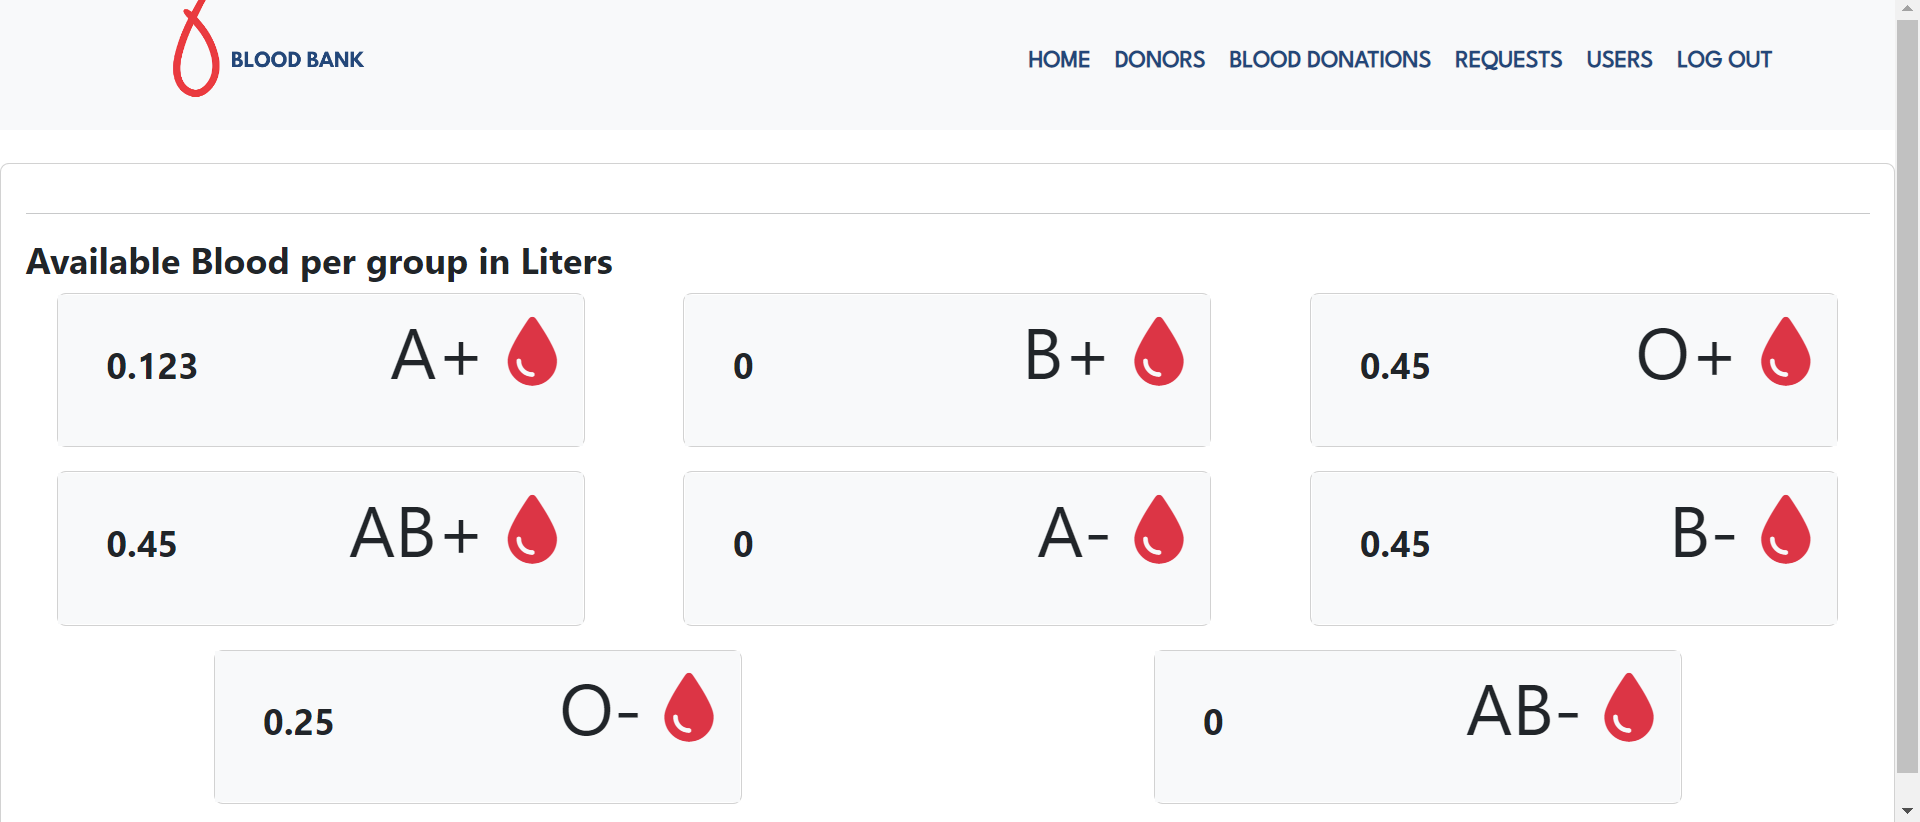 BLOOD BANK
HOME DONORS BLOOD DONATIONS REQUESTS USERS LOG OUT
Available Blood per group in Liters
0.123 A+
0 B+
0.45 O+
0.45 AB+
0 A-
0.45 B-
0.25 O-
0 AB-